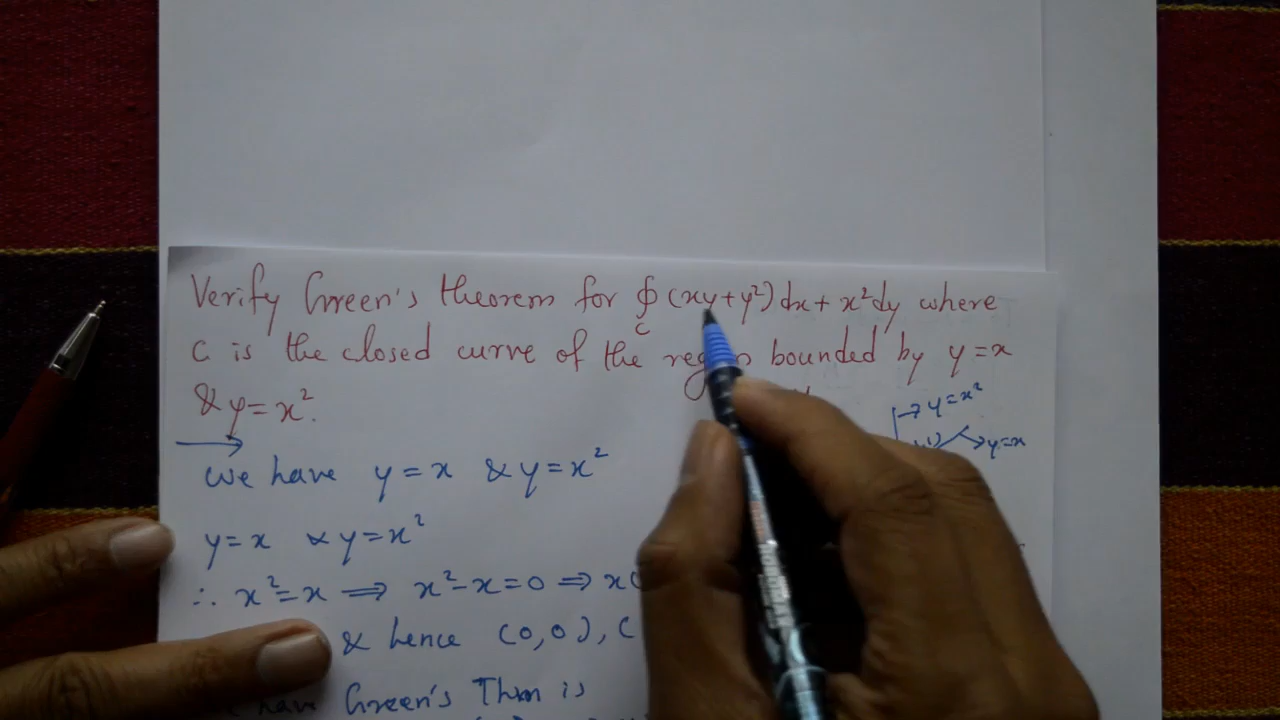 Verify Green's theorem for ∮c (xy+y²)dx + x²dy where
c is the closed curve of the region bounded by y=x
& y=x².
→ y=x²
→ y=x
we have y=x & y=x²
y=x & y=x²
∴ x²=x ⟹ x²-x=0 ⟹ x(
& hence (0,0), (
have Green's Thm is